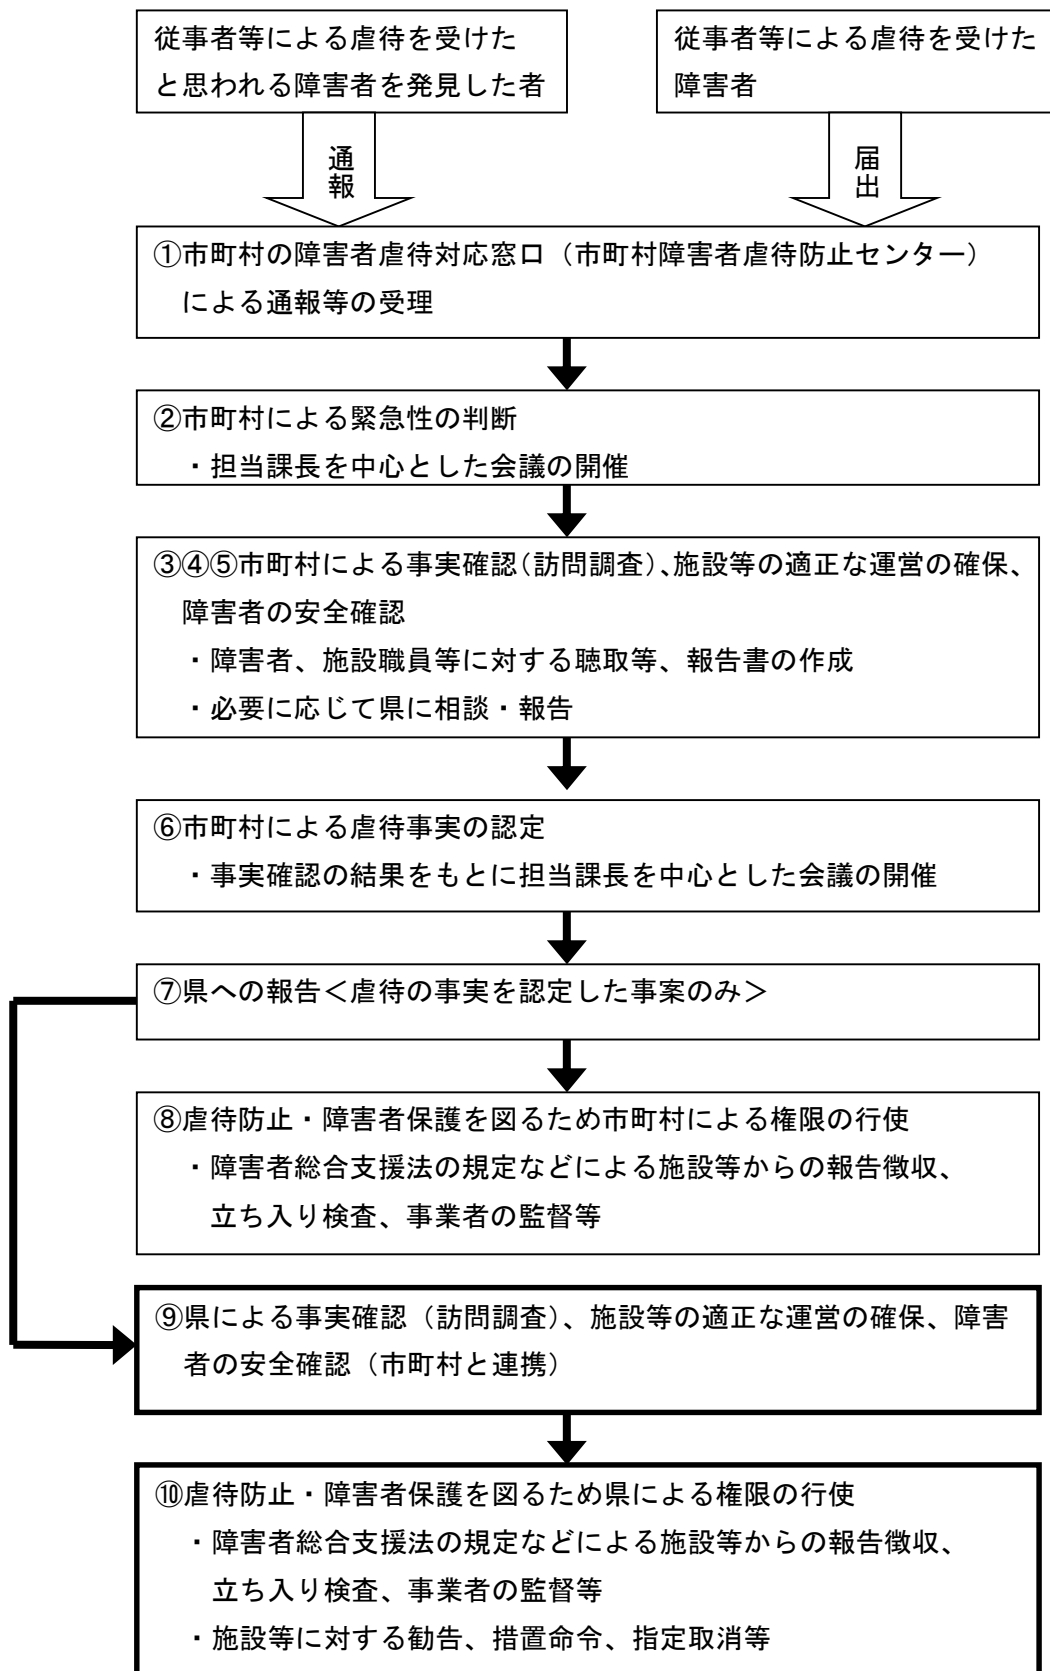 従事者等による虐待を受けた
と思われる障害者を発見した者
従事者等による虐待を受けた
障害者
通報
届出
①市町村の障害者虐待対応窓口（市町村障害者虐待防止センター）
による通報等の受理
②市町村による緊急性の判断
・担当課長を中心とした会議の開催
③④⑤市町村による事実確認（訪問調査）、施設等の適正な運営の確保、
障害者の安全確認
・障害者、施設職員等に対する聴取等、報告書の作成
・必要に応じて県に相談・報告
⑥市町村による虐待事実の認定
・事実確認の結果をもとに担当課長を中心とした会議の開催
⑦県への報告＜虐待の事実を認定した事案のみ＞
⑧虐待防止・障害者保護を図るため市町村による権限の行使
・障害者総合支援法の規定などによる施設等からの報告徴収、
立ち入り検査、事業者の監督等
⑨県による事実確認（訪問調査）、施設等の適正な運営の確保、障害
者の安全確認（市町村と連携）
⑩虐待防止・障害者保護を図るため県による権限の行使
・障害者総合支援法の規定などによる施設等からの報告徴収、
立ち入り検査、事業者の監督等
・施設等に対する勧告、措置命令、指定取消等